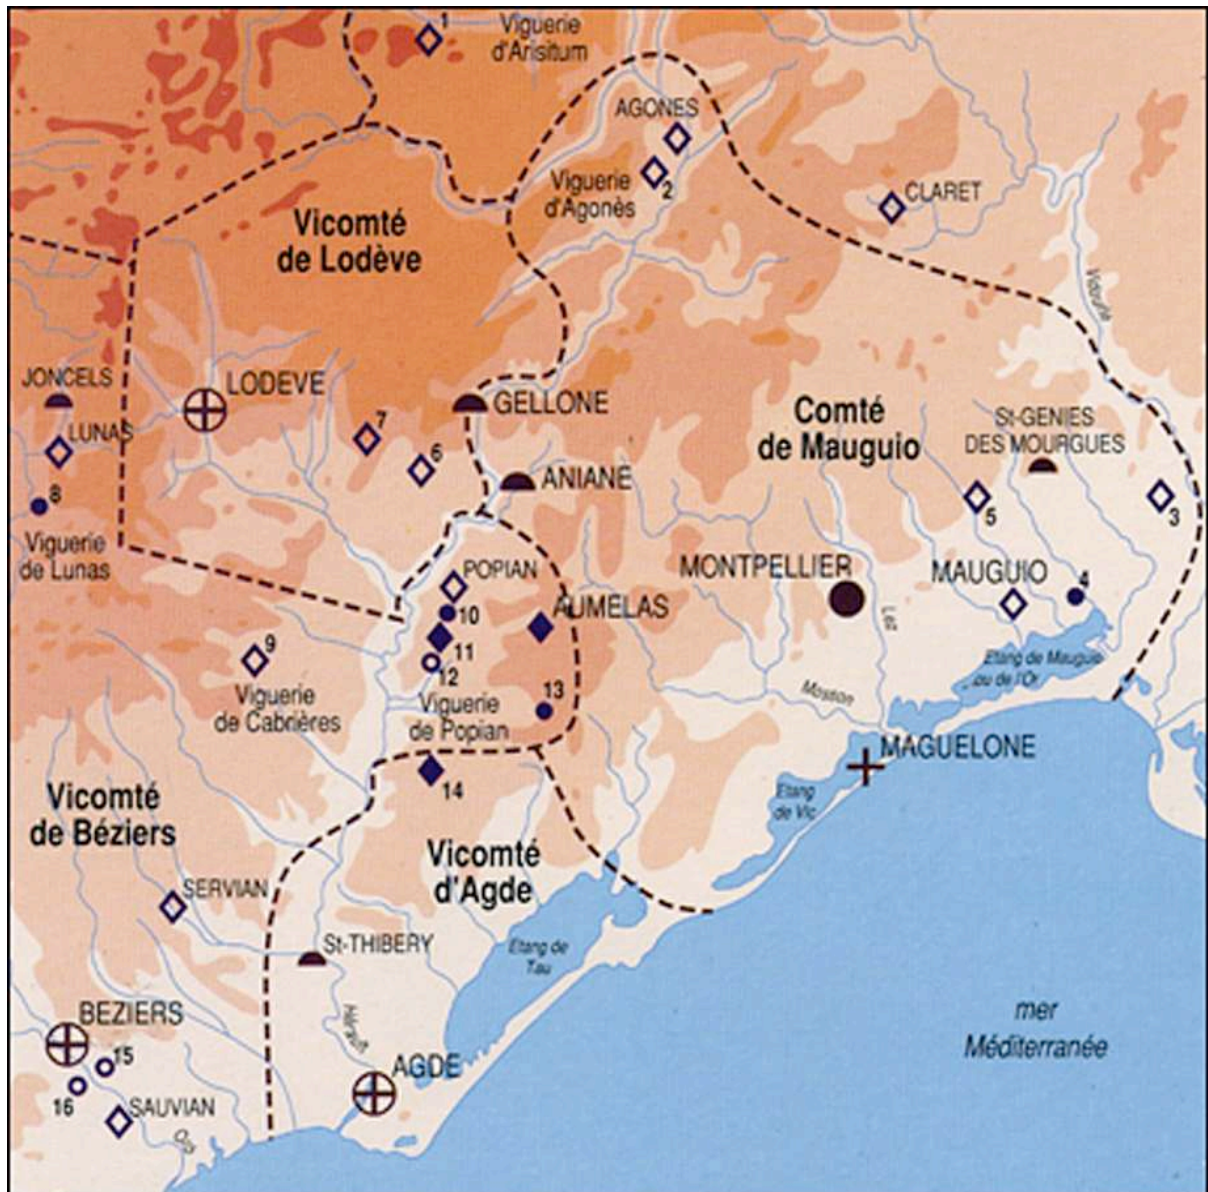 1
Viguerie
d'Arisitum
AGONES
Viguerie
d'Agonès
2
CLARET
Vicomté
de Lodève
Vidourle
JONCELS
LODEVE
LUNAS
7
6
GELLONE
Comté
de Mauguio
St-GENIES
DES MOURGUES
8
ANIANE
5
3
Viguerie
de Lunas
POPIAN
MONTPELLIER
MAUGUIO
4
10
AUMELAS
Lez
9
11
12
Etang de Mauguio
ou de l'Or
Viguerie
de Cabrières
13
Viguerie
de Popian
Mosson
MAGUELONE
14
Etang
de Vic
Vicomté
de Béziers
Vicomté
d'Agde
SERVIAN
St-THIBERY
Etang de
Tau
BEZIERS
Hérault
mer
Méditerranée
15
AGDE
16
SAUVIAN
Orb